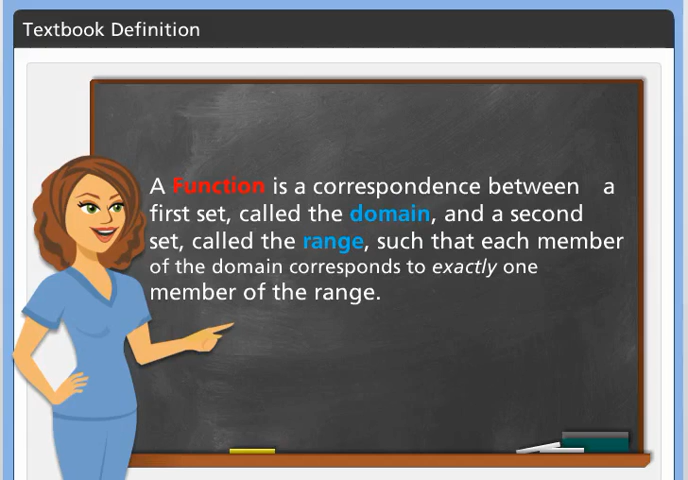 Textbook Definition
A Function is a correspondence between a
first set, called the domain, and a second
set, called the range, such that each member
of the domain corresponds to exactly one
member of the range.